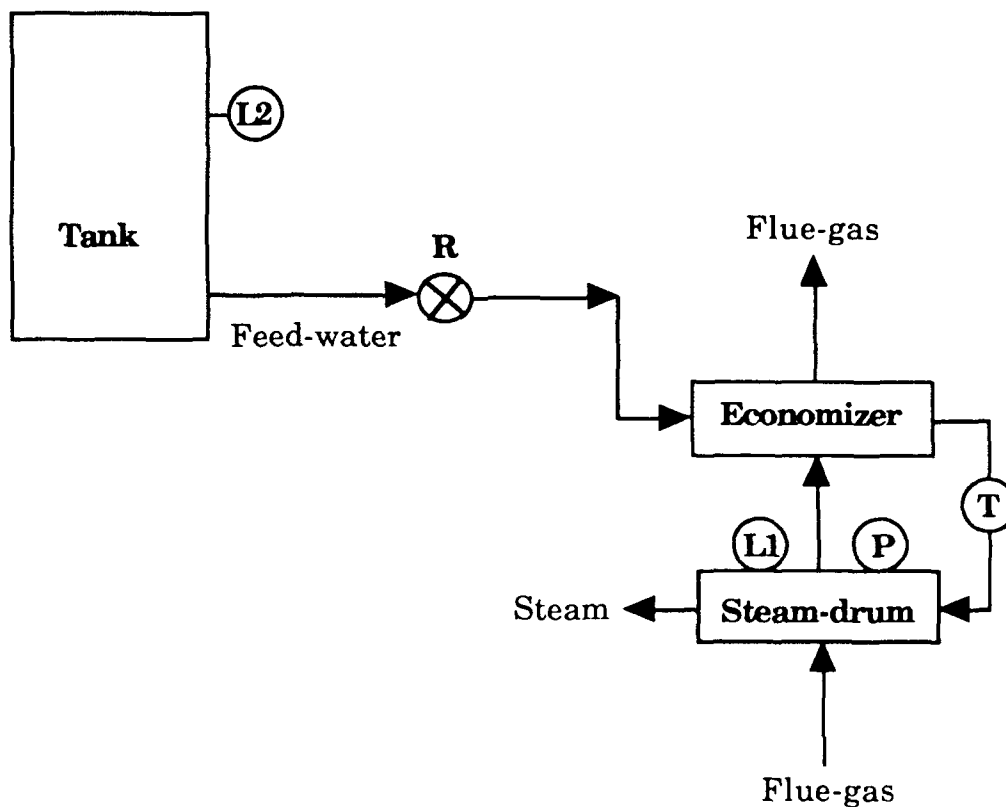 L2
Tank
R
Feed-water
Flue-gas
Economizer
T
L1
P
Steam
Steam-drum
Flue-gas